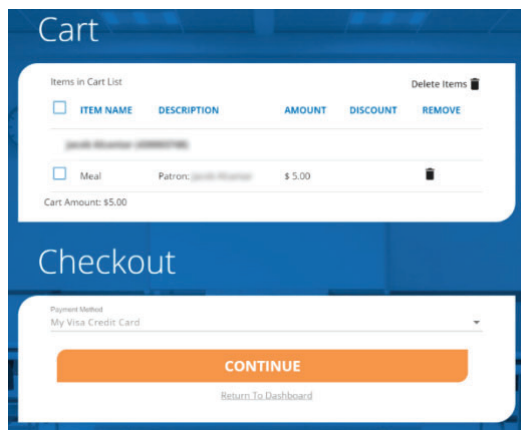 Cart
Items in Cart List
Delete Items
ITEM NAME DESCRIPTION AMOUNT DISCOUNT REMOVE
Meal Patron: $ 5.00
Cart Amount: $5.00
Checkout
Payment Method
My Visa Credit Card
CONTINUE
Return To Dashboard